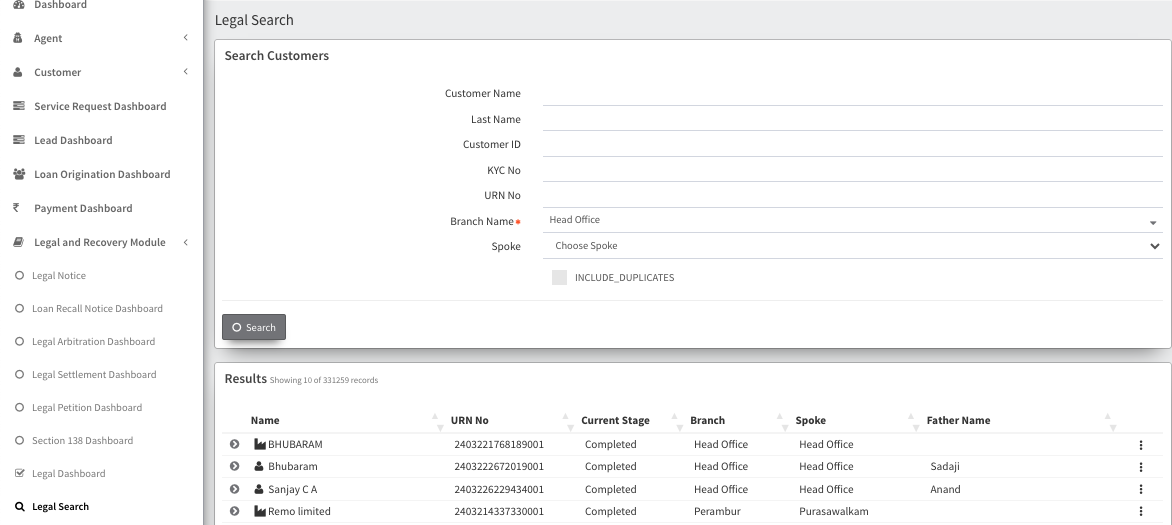 Dashboard
Agent
Customer
Service Request Dashboard
Lead Dashboard
Loan Origination Dashboard
Payment Dashboard
Legal and Recovery Module
Legal Notice
Loan Recall Notice Dashboard
Legal Arbitration Dashboard
Legal Settlement Dashboard
Legal Petition Dashboard
Section 138 Dashboard
Legal Dashboard
Legal Search
Legal Search
Search Customers
Customer Name
Last Name
Customer ID
KYC No
URN No
Branch Name* Head Office
Spoke Choose Spoke
INCLUDE_DUPLICATES
Search
Results Showing 10 of 331259 records
Name URN No Current Stage Branch Spoke Father Name
BHUBARAM 2403221768189001 Completed Head Office Head Office
Bhubaram 2403222672019001 Completed Head Office Head Office Sadaji
Sanjay C A 2403226229434001 Completed Head Office Head Office Anand
Remo limited 2403214337330001 Completed Perambur Purasawalkam